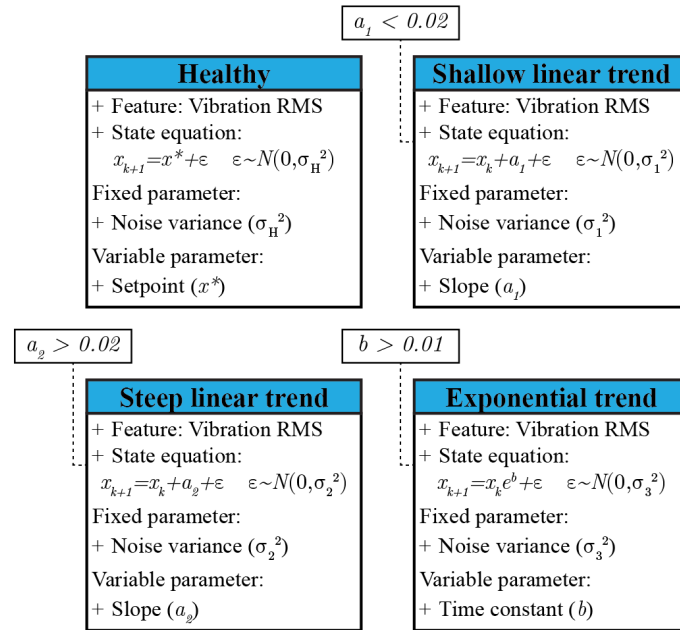 a₁ < 0.02
Healthy
+ Feature: Vibration RMS
+ State equation:
xₖ₊₁=x*+ε ε~N(0,σ_H²)
Fixed parameter:
+ Noise variance (σ_H²)
Variable parameter:
+ Setpoint (x*)
Shallow linear trend
+ Feature: Vibration RMS
+ State equation:
xₖ₊₁=xₖ+a₁+ε ε~N(0,σ₁²)
Fixed parameter:
+ Noise variance (σ₁²)
Variable parameter:
+ Slope (a₁)
a₂ > 0.02
Steep linear trend
+ Feature: Vibration RMS
+ State equation:
xₖ₊₁=xₖ+a₂+ε ε~N(0,σ₂²)
Fixed parameter:
+ Noise variance (σ₂²)
Variable parameter:
+ Slope (a₂)
b > 0.01
Exponential trend
+ Feature: Vibration RMS
+ State equation:
xₖ₊₁=xₖeᵇ+ε ε~N(0,σ₃²)
Fixed parameter:
+ Noise variance (σ₃²)
Variable parameter:
+ Time constant (b)